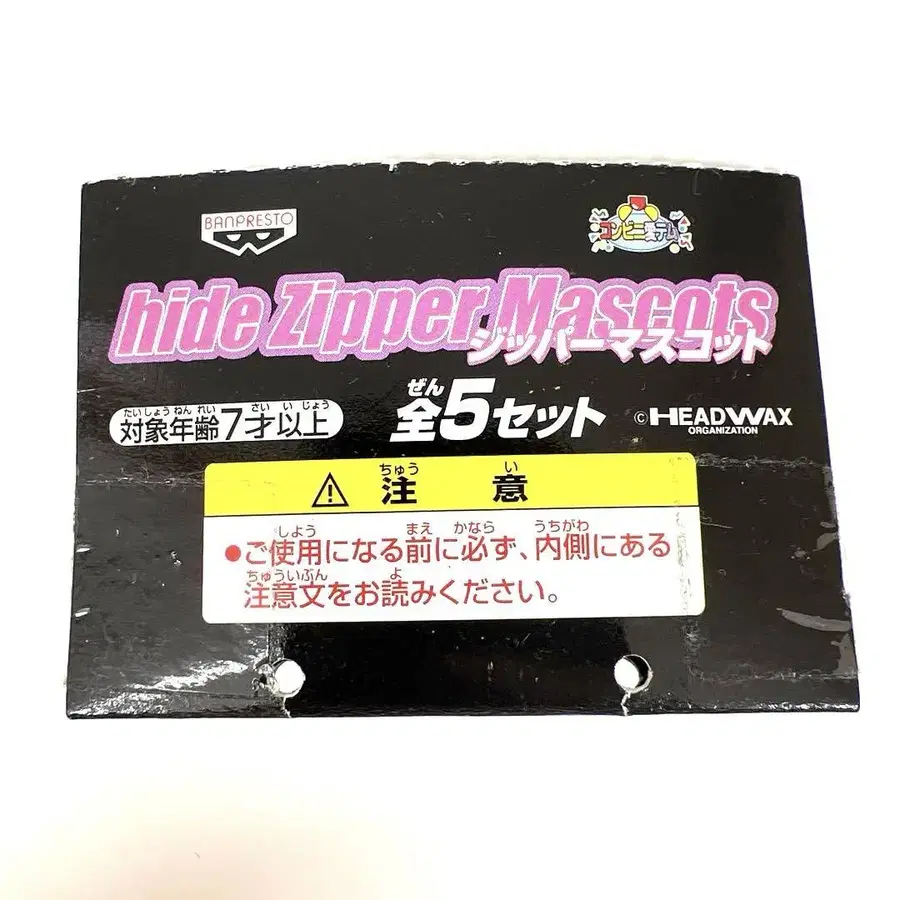 BANPRESTO
コンビニ
テム
hide Zipper Mascots
ジッパーマスコット
たいしょうねんれい さいいじょう
対象年齢7才以上
ぜん
全5セット
©HEADWAX
ORGANIZATION
ちゅう い
⚠ 注 意
しよう まえ かなら うちがわ
●ご使用になる前に必ず、内側にある
ちゅういぶん よ
注意文をお読みください。